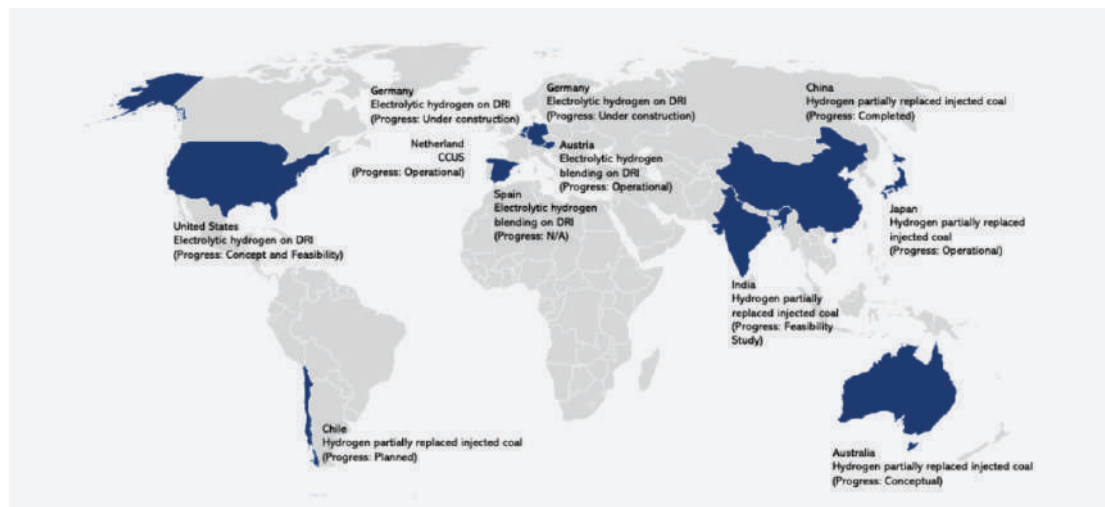 Germany
Electrolytic hydrogen on DRI
(Progress: Under construction)
Germany
Electrolytic hydrogen on DRI
(Progress: Under construction)
China
Hydrogen partially replaced injected coal
(Progress: Completed)
Netherland
CCUS
(Progress: Operational)
Austria
Electrolytic hydrogen
blending on DRI
(Progress: Operational)
Spain
Electrolytic hydrogen
blending on DRI
(Progress: N/A)
Japan
Hydrogen partially replaced
injected coal
(Progress: Operational)
United States
Electrolytic hydrogen on DRI
(Progress: Concept and Feasibility)
India
Hydrogen partially
replaced injected coal
(Progress: Feasibility
Study)
Chile
Hydrogen partially replaced injected coal
(Progress: Planned)
Australia
Hydrogen partially replaced injected coal
(Progress: Conceptual)